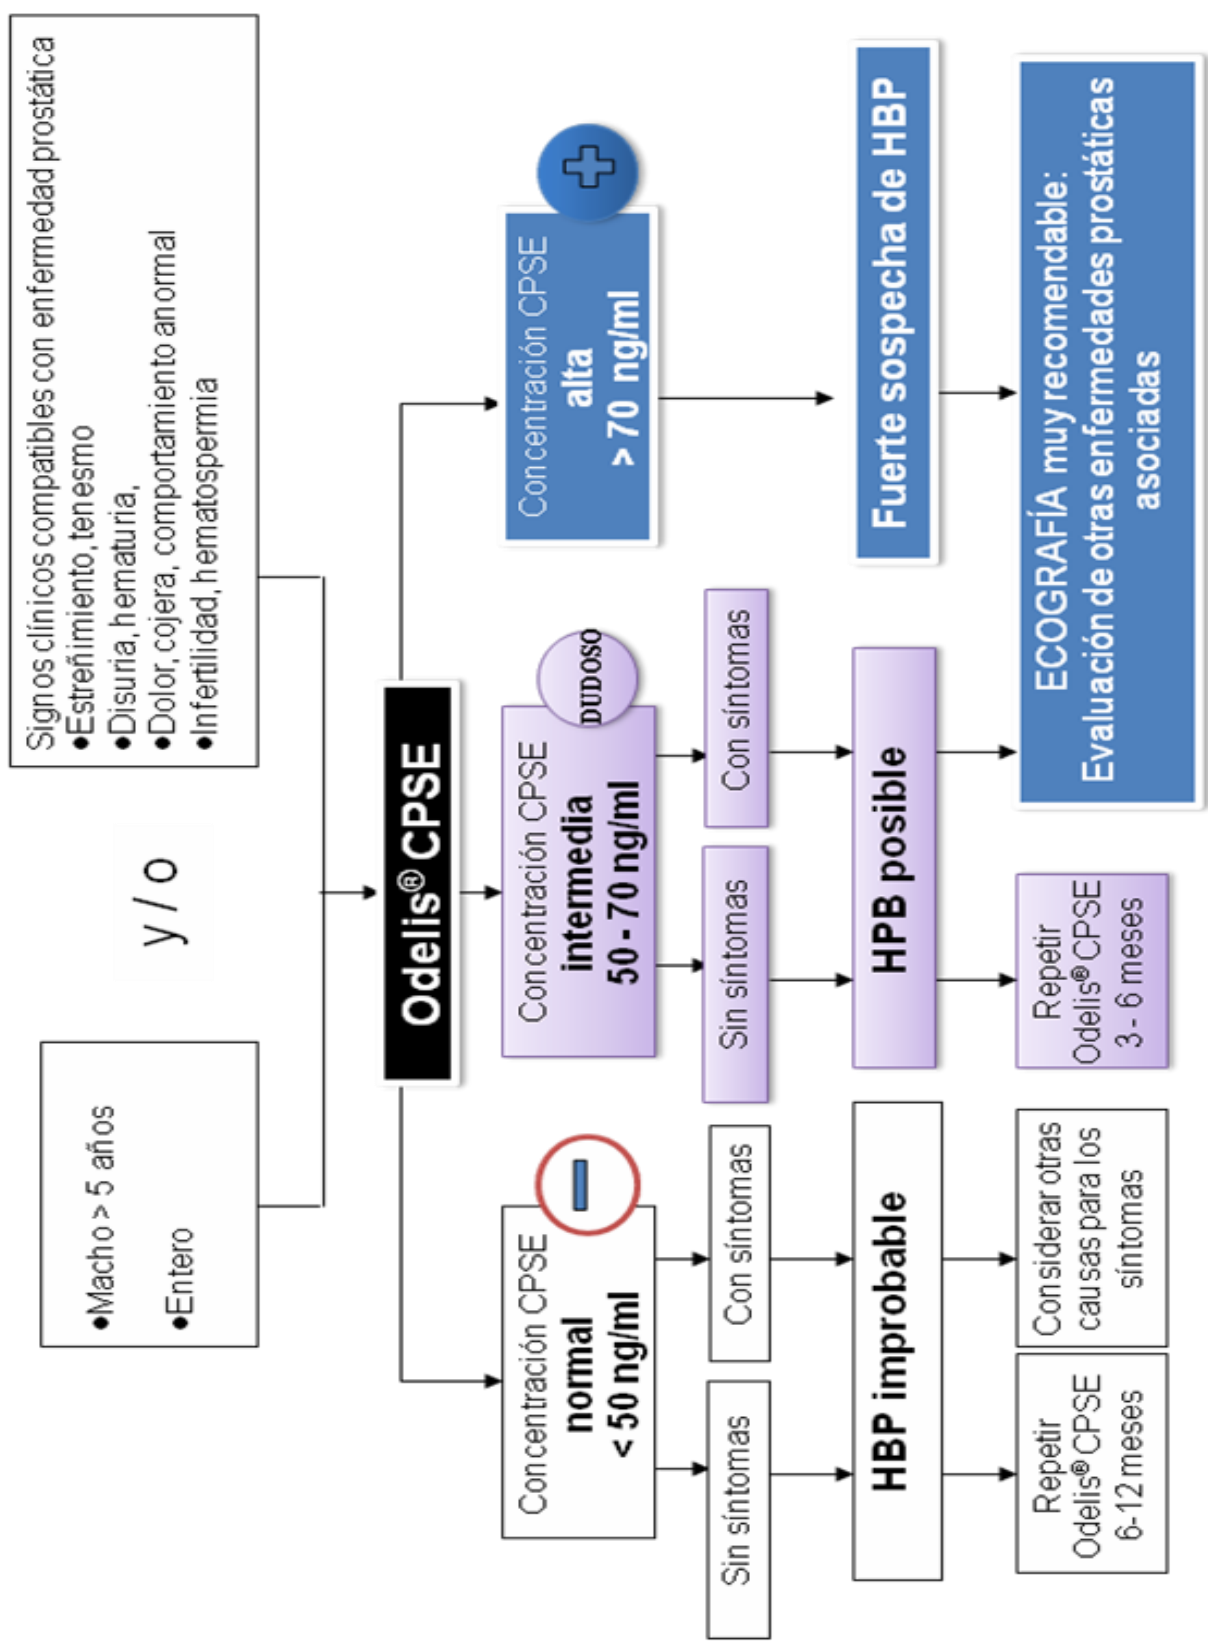 ●Macho > 5 años
●Entero
y / o
Signos clínicos compatibles con enfermedad prostática
●Estreñimiento, tenesmo
●Disuria, hematuria,
●Dolor, cojera, comportamiento anormal
●Infertilidad, hematospermia
Odelis® CPSE
Concentración CPSE
normal
< 50 ng/ml
Concentración CPSE
intermedia
50 - 70 ng/ml
DUDOSO
Concentración CPSE
alta
> 70 ng/ml
Sin síntomas
Con síntomas
Sin síntomas
Con síntomas
HBP improbable
HPB posible
Fuerte sospecha de HBP
Repetir
Odelis® CPSE
6-12 meses
Considerar otras
causas para los
síntomas
Repetir
Odelis® CPSE
3 - 6 meses
ECOGRAFÍA muy recomendable:
Evaluación de otras enfermedades prostáticas
asociadas